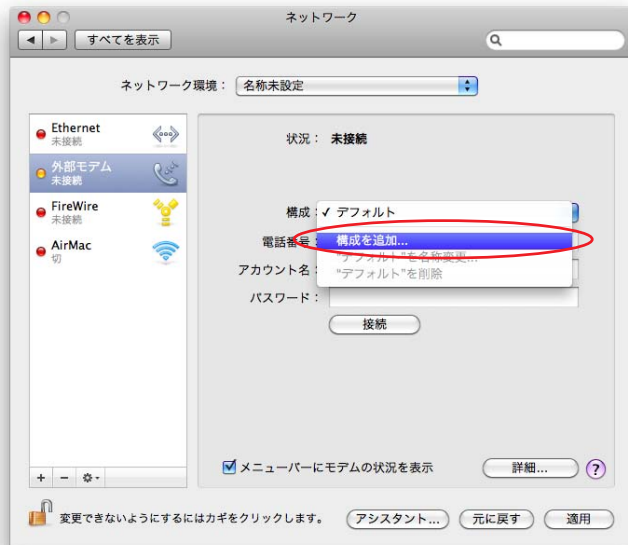 ネットワーク
すべてを表示
ネットワーク環境： 名称未設定
Ethernet
未接続
外部モデム
未接続
FireWire
未接続
AirMac
切
状況： 未接続
構成： ✓ デフォルト
構成を追加...
“デフォルト”を名称変更...
“デフォルト”を削除
電話番号：
アカウント名：
パスワード：
接続
メニューバーにモデムの状況を表示
詳細...
?
変更できないようにするにはカギをクリックします。
アシスタント...
元に戻す
適用